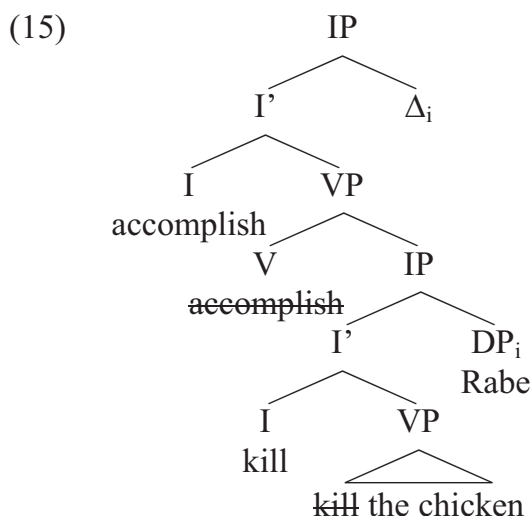 (15) IP
I’ Δi
I VP
accomplish
V IP
accomplish
I’ DPi
Rabe
I VP
kill
kill the chicken